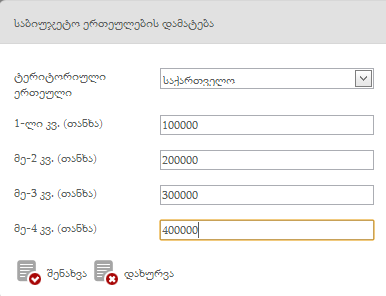 საბიუჯეტო ერთეულების დამატება
ტერიტორიული
ერთეული
საქართველო
1-ლი კვ. (თანხა)
100000
მე-2 კვ. (თანხა)
200000
მე-3 კვ. (თანხა)
300000
მე-4 კვ. (თანხა)
400000
შენახვა დახურვა